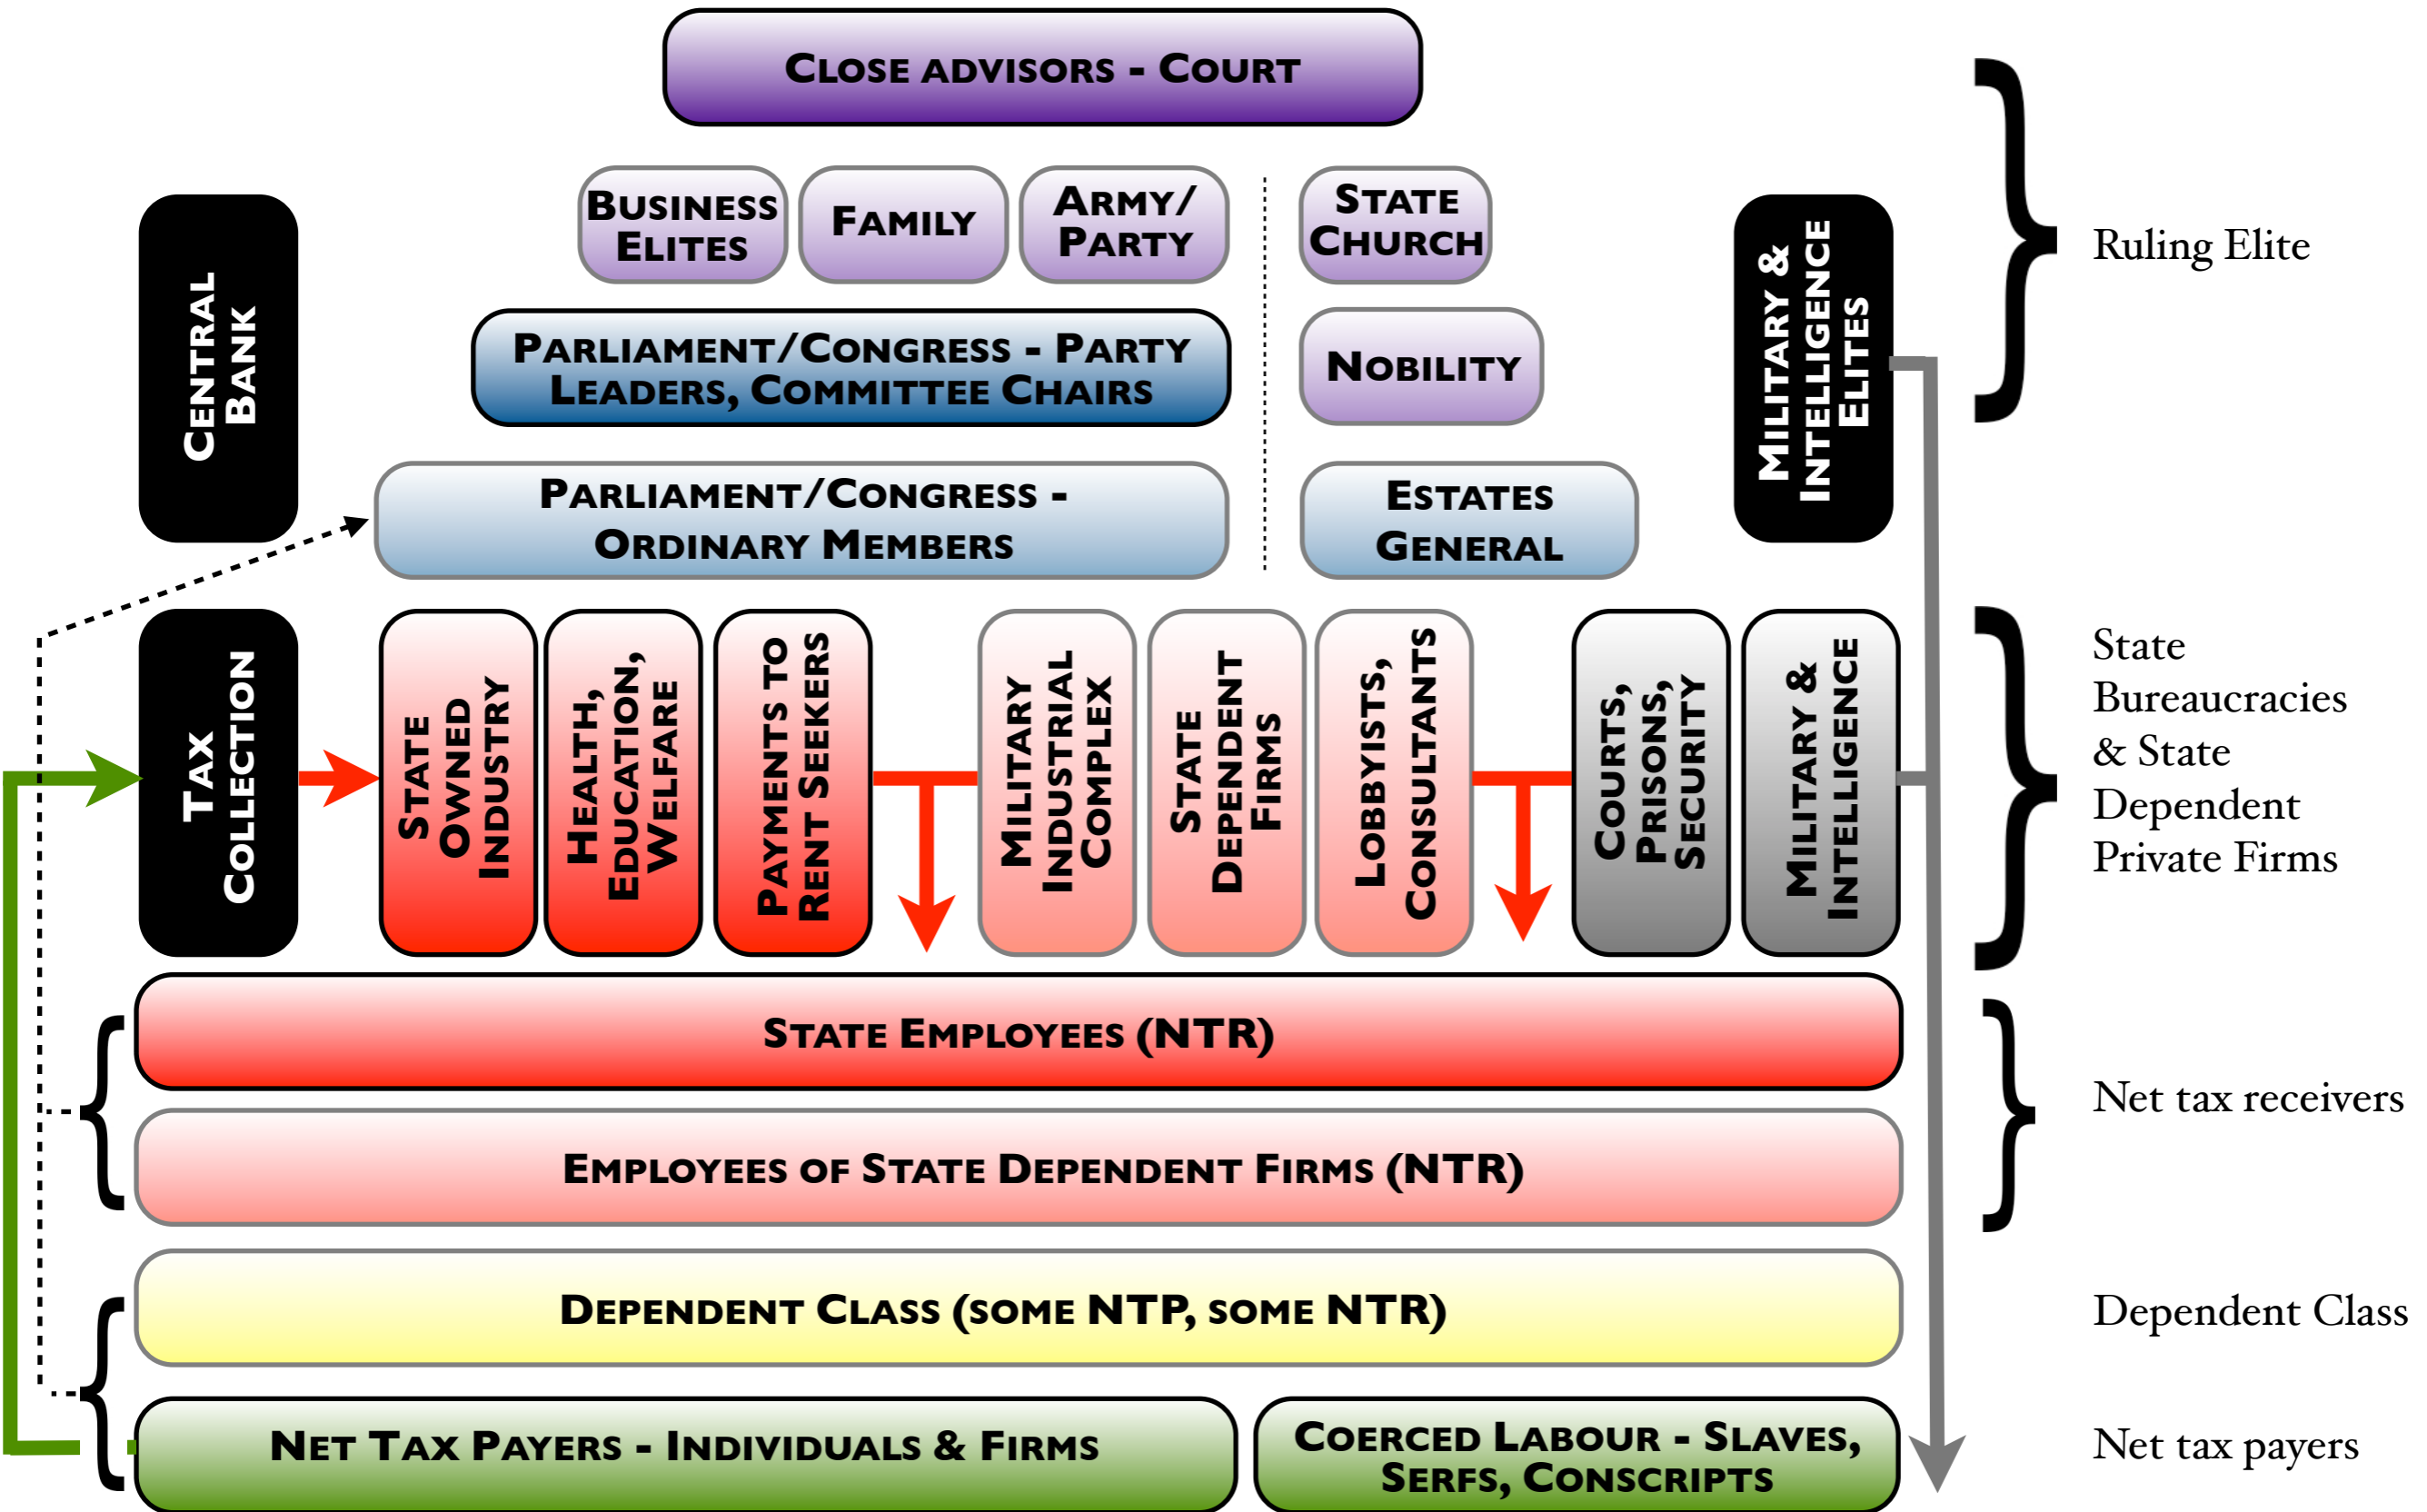 CLOSE ADVISORS - COURT
BUSINESS
ELITES
FAMILY
ARMY/
PARTY
STATE
CHURCH
CENTRAL
BANK
MILITARY &
INTELLIGENCE
ELITES
Ruling Elite
PARLIAMENT/CONGRESS - PARTY
LEADERS, COMMITTEE CHAIRS
NOBILITY
PARLIAMENT/CONGRESS -
ORDINARY MEMBERS
ESTATES
GENERAL
TAX
COLLECTION
STATE
OWNED
INDUSTRY
HEALTH,
EDUCATION,
WELFARE
PAYMENTS TO
RENT SEEKERS
MILITARY
INDUSTRIAL
COMPLEX
STATE
DEPENDENT
FIRMS
LOBBYISTS,
CONSULTANTS
COURTS,
PRISONS,
SECURITY
MILITARY &
INTELLIGENCE
State
Bureaucracies
& State
Dependent
Private Firms
STATE EMPLOYEES (NTR)
EMPLOYEES OF STATE DEPENDENT FIRMS (NTR)
Net tax receivers
DEPENDENT CLASS (SOME NTP, SOME NTR)
Dependent Class
NET TAX PAYERS - INDIVIDUALS & FIRMS
COERCED LABOUR - SLAVES,
SERFS, CONSCRIPTS
Net tax payers